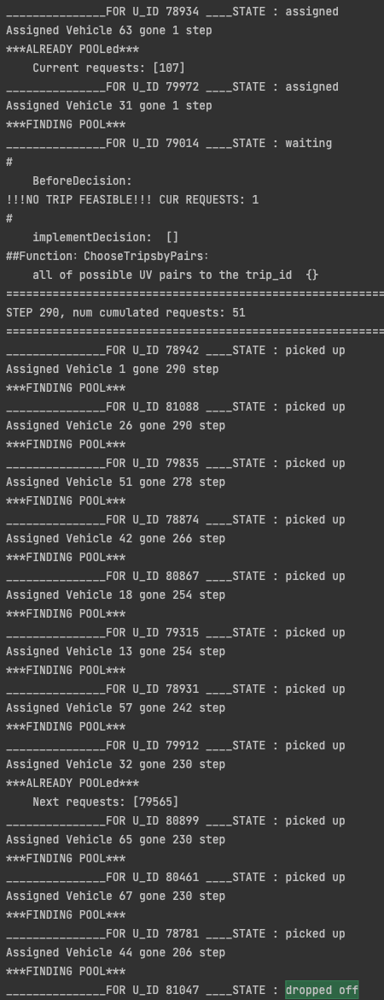 _______________FOR U_ID 78934 ____STATE : assigned
Assigned Vehicle 63 gone 1 step
***ALREADY POOLed***
    Current requests: [107]
_______________FOR U_ID 79972 ____STATE : assigned
Assigned Vehicle 31 gone 1 step
***FINDING POOL***
_______________FOR U_ID 79014 ____STATE : waiting
#
    BeforeDecision:
!!!NO TRIP FEASIBLE!!! CUR REQUESTS: 1
#
    implementDecision:  []
##Function: ChooseTripsbyPairs:
    all of possible UV pairs to the trip_id  {}
==========================================================
STEP 290, num cumulated requests: 51
==========================================================
_______________FOR U_ID 78942 ____STATE : picked up
Assigned Vehicle 1 gone 290 step
***FINDING POOL***
_______________FOR U_ID 81088 ____STATE : picked up
Assigned Vehicle 26 gone 290 step
***FINDING POOL***
_______________FOR U_ID 79835 ____STATE : picked up
Assigned Vehicle 51 gone 278 step
***FINDING POOL***
_______________FOR U_ID 78874 ____STATE : picked up
Assigned Vehicle 42 gone 266 step
***FINDING POOL***
_______________FOR U_ID 80867 ____STATE : picked up
Assigned Vehicle 18 gone 254 step
***FINDING POOL***
_______________FOR U_ID 79315 ____STATE : picked up
Assigned Vehicle 13 gone 254 step
***FINDING POOL***
_______________FOR U_ID 78931 ____STATE : picked up
Assigned Vehicle 57 gone 242 step
***FINDING POOL***
_______________FOR U_ID 79912 ____STATE : picked up
Assigned Vehicle 32 gone 230 step
***ALREADY POOLed***
    Next requests: [79565]
_______________FOR U_ID 80899 ____STATE : picked up
Assigned Vehicle 65 gone 230 step
***FINDING POOL***
_______________FOR U_ID 80461 ____STATE : picked up
Assigned Vehicle 67 gone 230 step
***FINDING POOL***
_______________FOR U_ID 78781 ____STATE : picked up
Assigned Vehicle 44 gone 206 step
***FINDING POOL***
_______________FOR U_ID 81047 ____STATE : dropped off